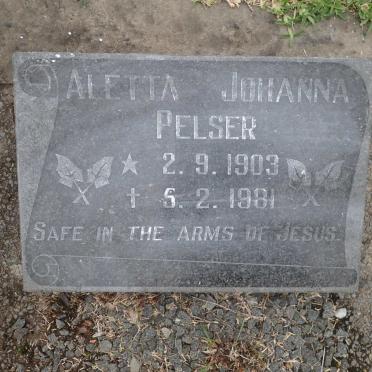 ALETTA JOHANNA
PELSER
* 2.9.1903
† 5.2.1981
SAFE IN THE ARMS OF JESUS.